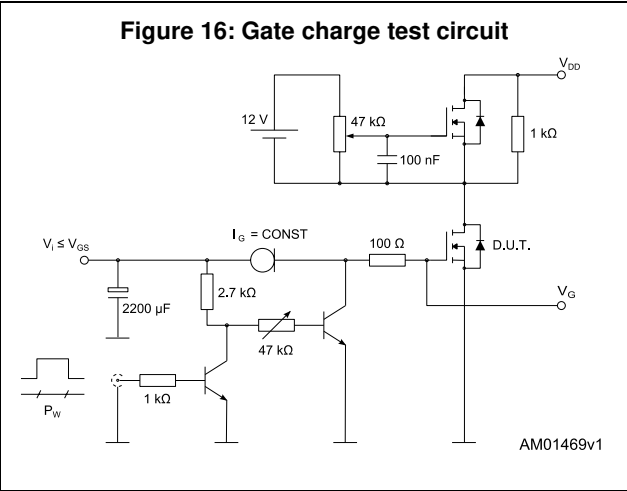 Figure 16: Gate charge test circuit
V_DD
12 V
47 kΩ
1 kΩ
100 nF
V_i ≤ V_GS
I_G = CONST
100 Ω
D.U.T.
2.7 kΩ
2200 µF
V_G
47 kΩ
1 kΩ
P_W
AM01469v1